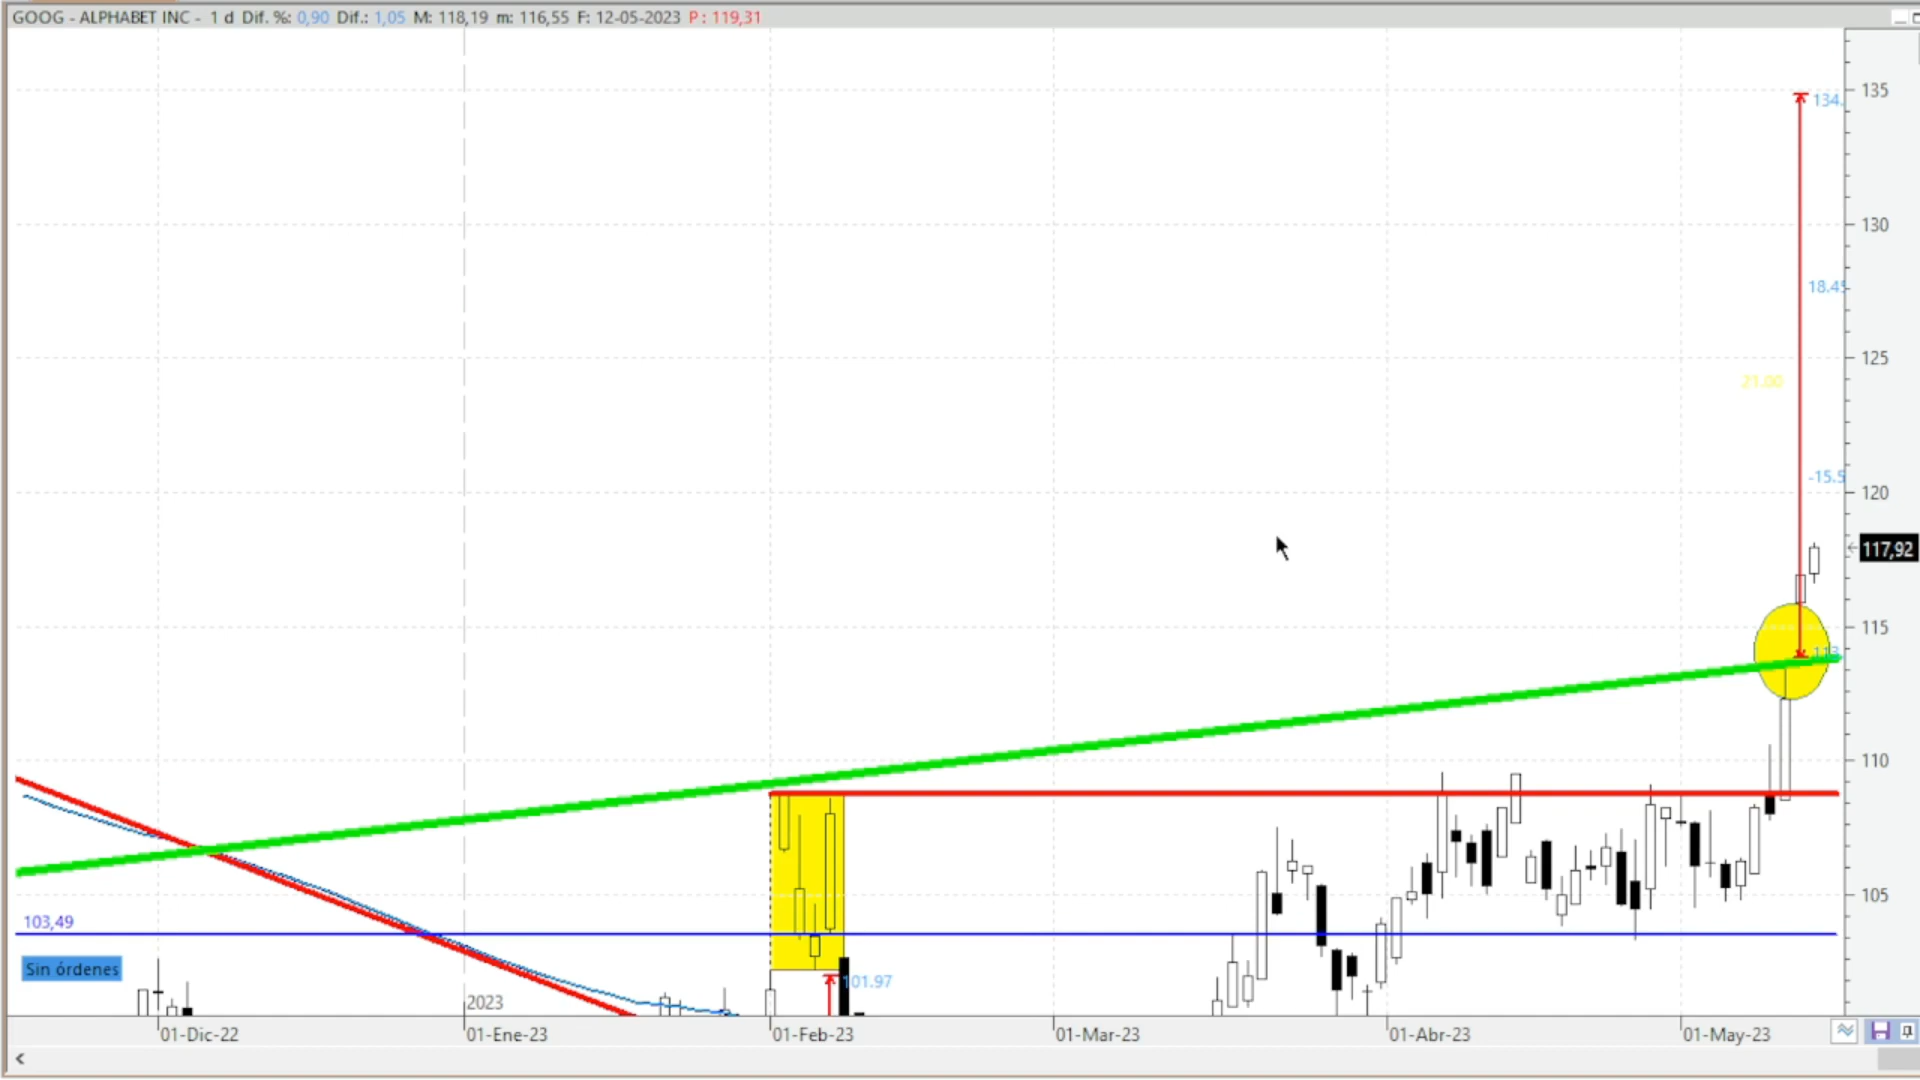 GOOG - ALPHABET INC - 1 d Dif. %: 0,90 Dif.: 1,05 M: 118,19 m: 116,55 F: 12-05-2023 P : 119,31
135
134.
130
18.45
125
21.00
-15.5
120
117,92
115
113
110
105
103,49
Sin órdenes
101.97
2023
01-Dic-22
01-Ene-23
01-Feb-23
01-Mar-23
01-Abr-23
01-May-23